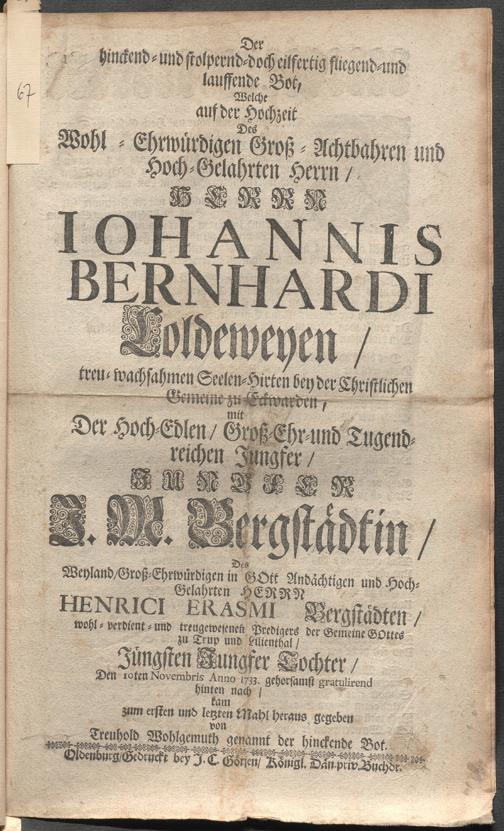 67
Der
hinckend- und stolpernd-doch eilfertig fliegend-und
lauffende Bot,
Welche
auf der Hochzeit
Des
Wohl - Ehrwürdigen Groß - Achtbahren und
Hoch-Gelahrten Herrn /
HERRN
IOHANNIS
BERNHARDI
Coldeweyen /
treu- wachsahmen Seelen-Hirten bey der Christlichen
Gemeine zu Eckwarden,
mit
Der Hoch-Edlen / Groß-Ehr-und Tugend-
reichen Jungfer /
JUNGFER
J. M. Bergstädtin /
Des
Weyland/Groß-Ehrwürdigen in GOtt Andächtigen und Hoch-
Gelahrten HERRN
HENRICI ERASMI Bergstädten /
wohl-verdient-und treugewesenen Predigers der Gemeine GOttes
zu Trup und Lilienthal /
Jüngsten Jungfer Tochter /
Den 10ten Novembris Anno 1733. gehorsamst gratulirend
hinten nach /
kam
zum ersten und letzten Mahl heraus gegeben
von
Treuhold Wohlgemuth genannt der hinckende Bot.
Oldenburg/Gedruckt bey J.C. Götjen/ Königl. Dän.priv.Buchdr.